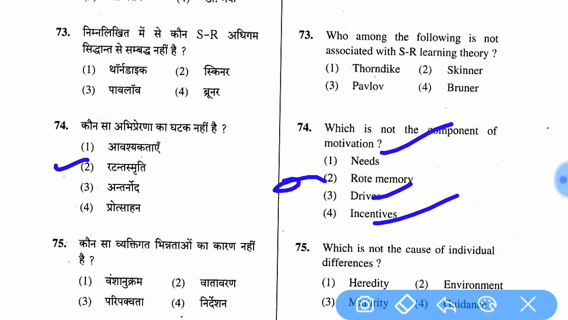 73. निम्नलिखित में से कौन S-R अधिगम
सिद्धान्त से सम्बद्ध नहीं है ?
(1) थॉर्नडाइक (2) स्किनर
(3) पावलॉव (4) ब्रूनर
74. कौन सा अभिप्रेरणा का घटक नहीं है ?
(1) आवश्यकताएँ
(2) रटन्तस्मृति
(3) अन्तर्नोद
(4) प्रोत्साहन
75. कौन सा व्यक्तिगत भिन्नताओं का कारण नहीं
है ?
(1) वंशानुक्रम (2) वातावरण
(3) परिपक्वता (4) निर्देशन
73. Who among the following is not
associated with S-R learning theory ?
(1) Thorndike (2) Skinner
(3) Pavlov (4) Bruner
74. Which is not the component of
motivation ?
(1) Needs
(2) Rote memory
(3) Drives
(4) Incentives
75. Which is not the cause of individual
differences ?
(1) Heredity (2) Environment
(3) Maturity (4) Guidance